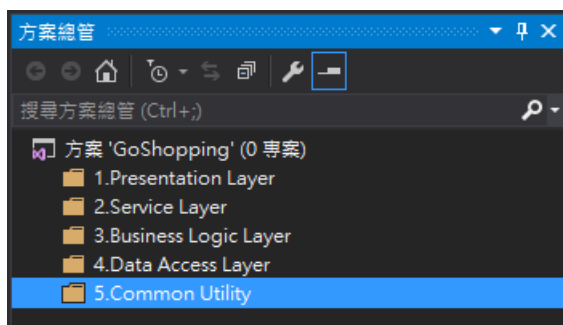 方案總管
搜尋方案總管 (Ctrl+;)
方案 'GoShopping' (0 專案)
1.Presentation Layer
2.Service Layer
3.Business Logic Layer
4.Data Access Layer
5.Common Utility